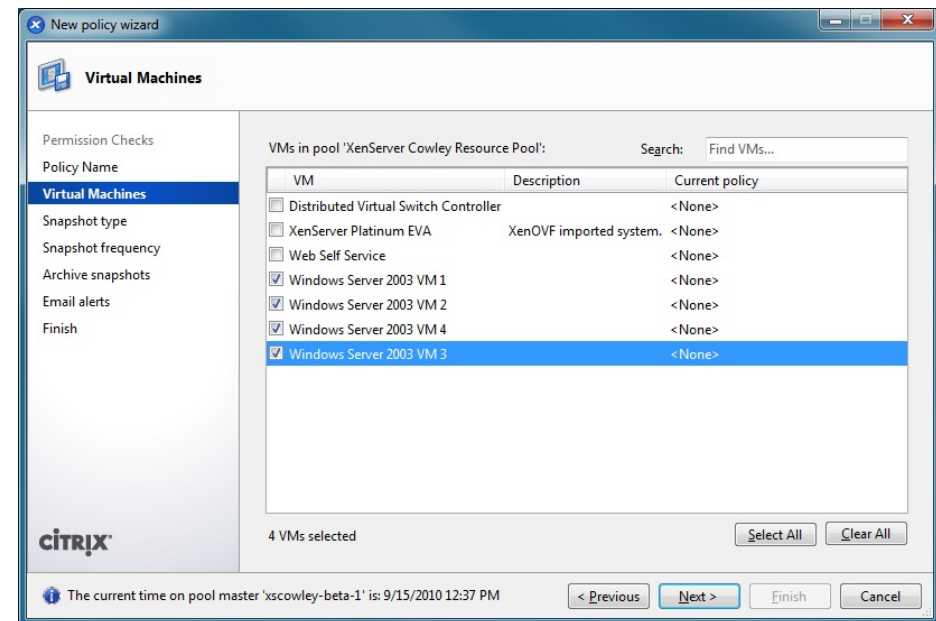 New policy wizard
Virtual Machines
Permission Checks
Policy Name
Virtual Machines
Snapshot type
Snapshot frequency
Archive snapshots
Email alerts
Finish
CITRIX
VMs in pool 'XenServer Cowley Resource Pool': Search: Find VMs...
VM Description Current policy
Distributed Virtual Switch Controller <None>
XenServer Platinum EVA XenOVF imported system. <None>
Web Self Service <None>
Windows Server 2003 VM 1 <None>
Windows Server 2003 VM 2 <None>
Windows Server 2003 VM 4 <None>
Windows Server 2003 VM 3 <None>
4 VMs selected Select All Clear All
The current time on pool master 'xscowley-beta-1' is: 9/15/2010 12:37 PM < Previous Next > Finish Cancel